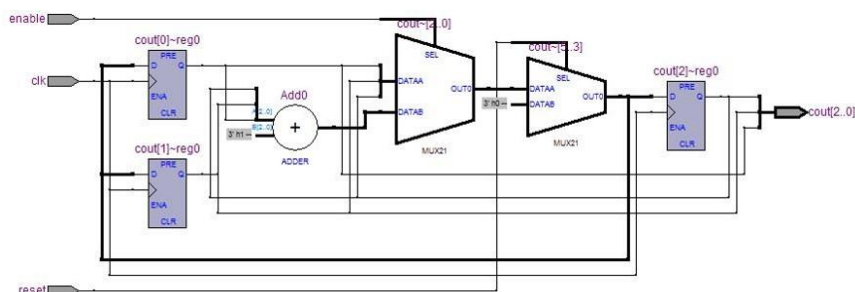 enable
clk
reset
cout[0]~reg0
PRE
D Q
ENA
CLR
cout[1]~reg0
PRE
D Q
ENA
CLR
Add0
A[2..0]
B[2..0]
3' h1 --
+
ADDER
cout~[2..0]
SEL
DATAA
OUT0
DATAB
MUX21
cout~[5..3]
SEL
DATAA
OUT0
3' h0 --
DATAB
MUX21
cout[2]~reg0
PRE
D Q
ENA
CLR
cout[2..0]